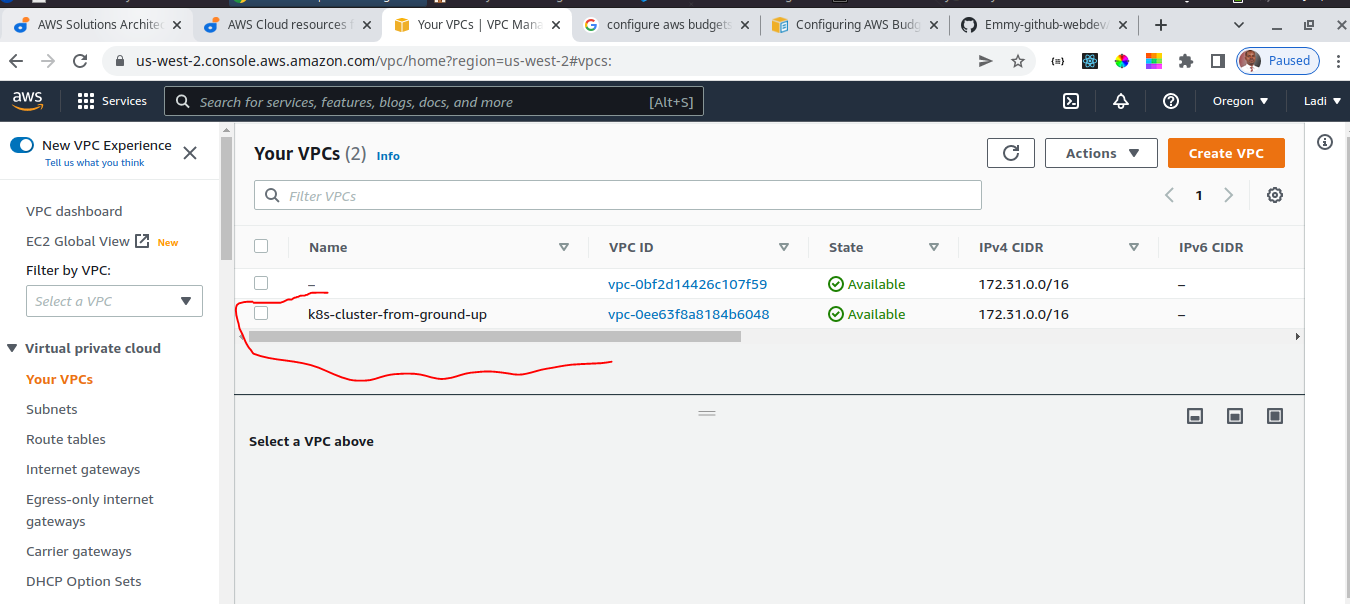 AWS Solutions Architec
AWS Cloud resources f
Your VPCs | VPC Mana
configure aws budgets
Configuring AWS Budg
Emmy-github-webdev/
us-west-2.console.aws.amazon.com/vpc/home?region=us-west-2#vpcs:
Paused
aws
Services
Search for services, features, blogs, docs, and more
[Alt+S]
Oregon
Ladi
New VPC Experience
Tell us what you think
VPC dashboard
EC2 Global View
New
Filter by VPC:
Select a VPC
Virtual private cloud
Your VPCs
Subnets
Route tables
Internet gateways
Egress-only internet
gateways
Carrier gateways
DHCP Option Sets
Your VPCs (2) Info
Actions
Create VPC
Filter VPCs
1
Name VPC ID State IPv4 CIDR IPv6 CIDR
– vpc-0bf2d14426c107f59 Available 172.31.0.0/16 –
k8s-cluster-from-ground-up vpc-0ee63f8a8184b6048 Available 172.31.0.0/16 –
Select a VPC above